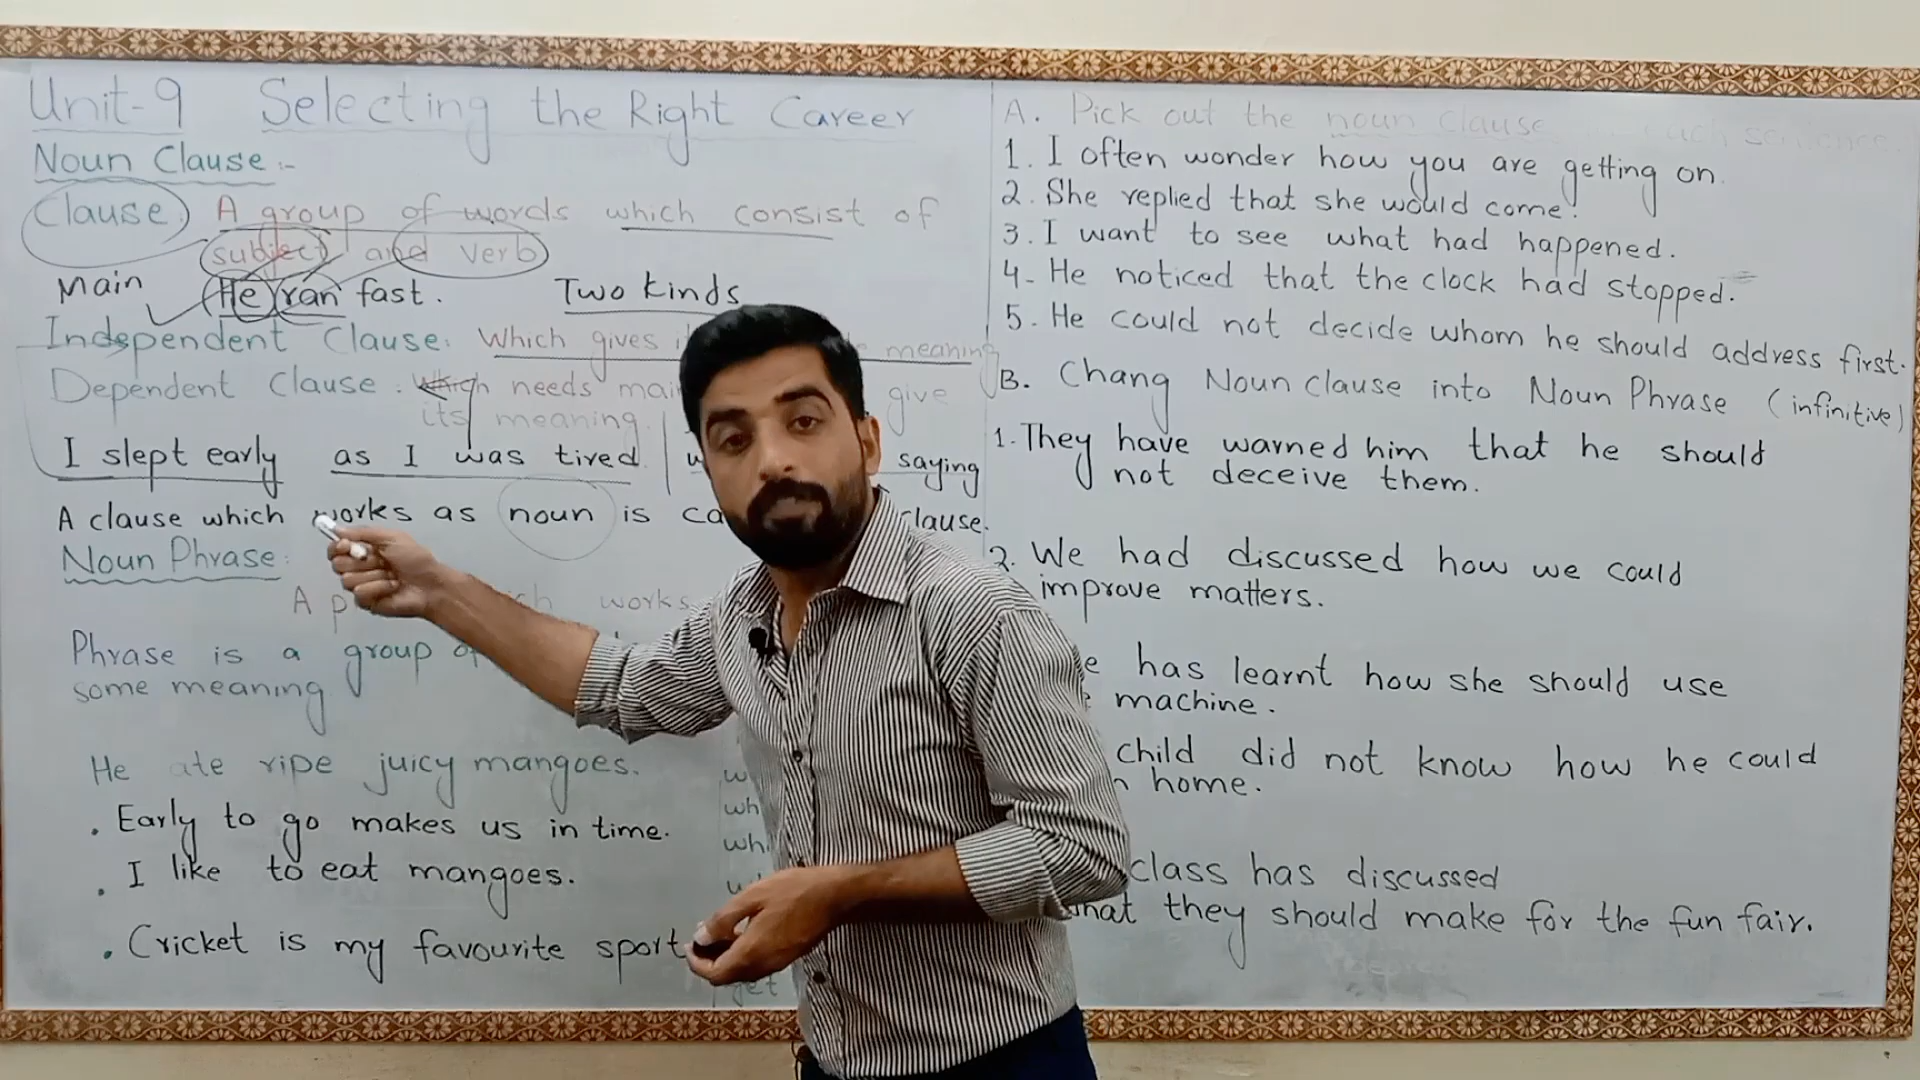 Unit-9 Selecting the Right Career
Noun Clause :-
Clause. A group of words which consist of
subject and verb
Main He ran fast. Two kinds
Independent Clause: Which gives meaning
Dependent Clause: Which needs give
its meaning.
I slept early as I was tired saying
A clause which works as noun is clause.
Noun Phrase:
A works
Phrase is a group of
some meaning
He ate ripe juicy mangoes.
. Early to go makes us in time.
. I like to eat mangoes.
. Cricket is my favourite sport
A. Pick out the noun clause each sentence.
1. I often wonder how you are getting on.
2. She replied that she would come.
3. I want to see what had happened.
4- He noticed that the clock had stopped.
5. He could not decide whom he should address first.
B. Chang Noun clause into Noun Phrase (infinitive)
1. They have warned him that he should
not deceive them.
2. We had discussed how we could
improve matters.
has learnt how she should use
machine.
child did not know how he could
home.
class has discussed
what they should make for the fun fair.